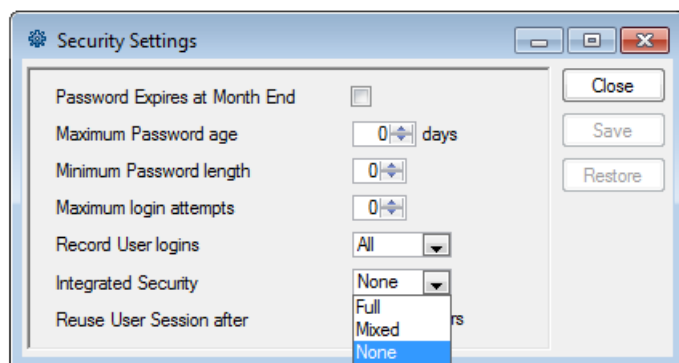 Security Settings
Password Expires at Month End
Close
Maximum Password age 0 days
Save
Minimum Password length 0
Restore
Maximum login attempts 0
Record User logins All
Integrated Security None
Full
Reuse User Session after
Mixed
None